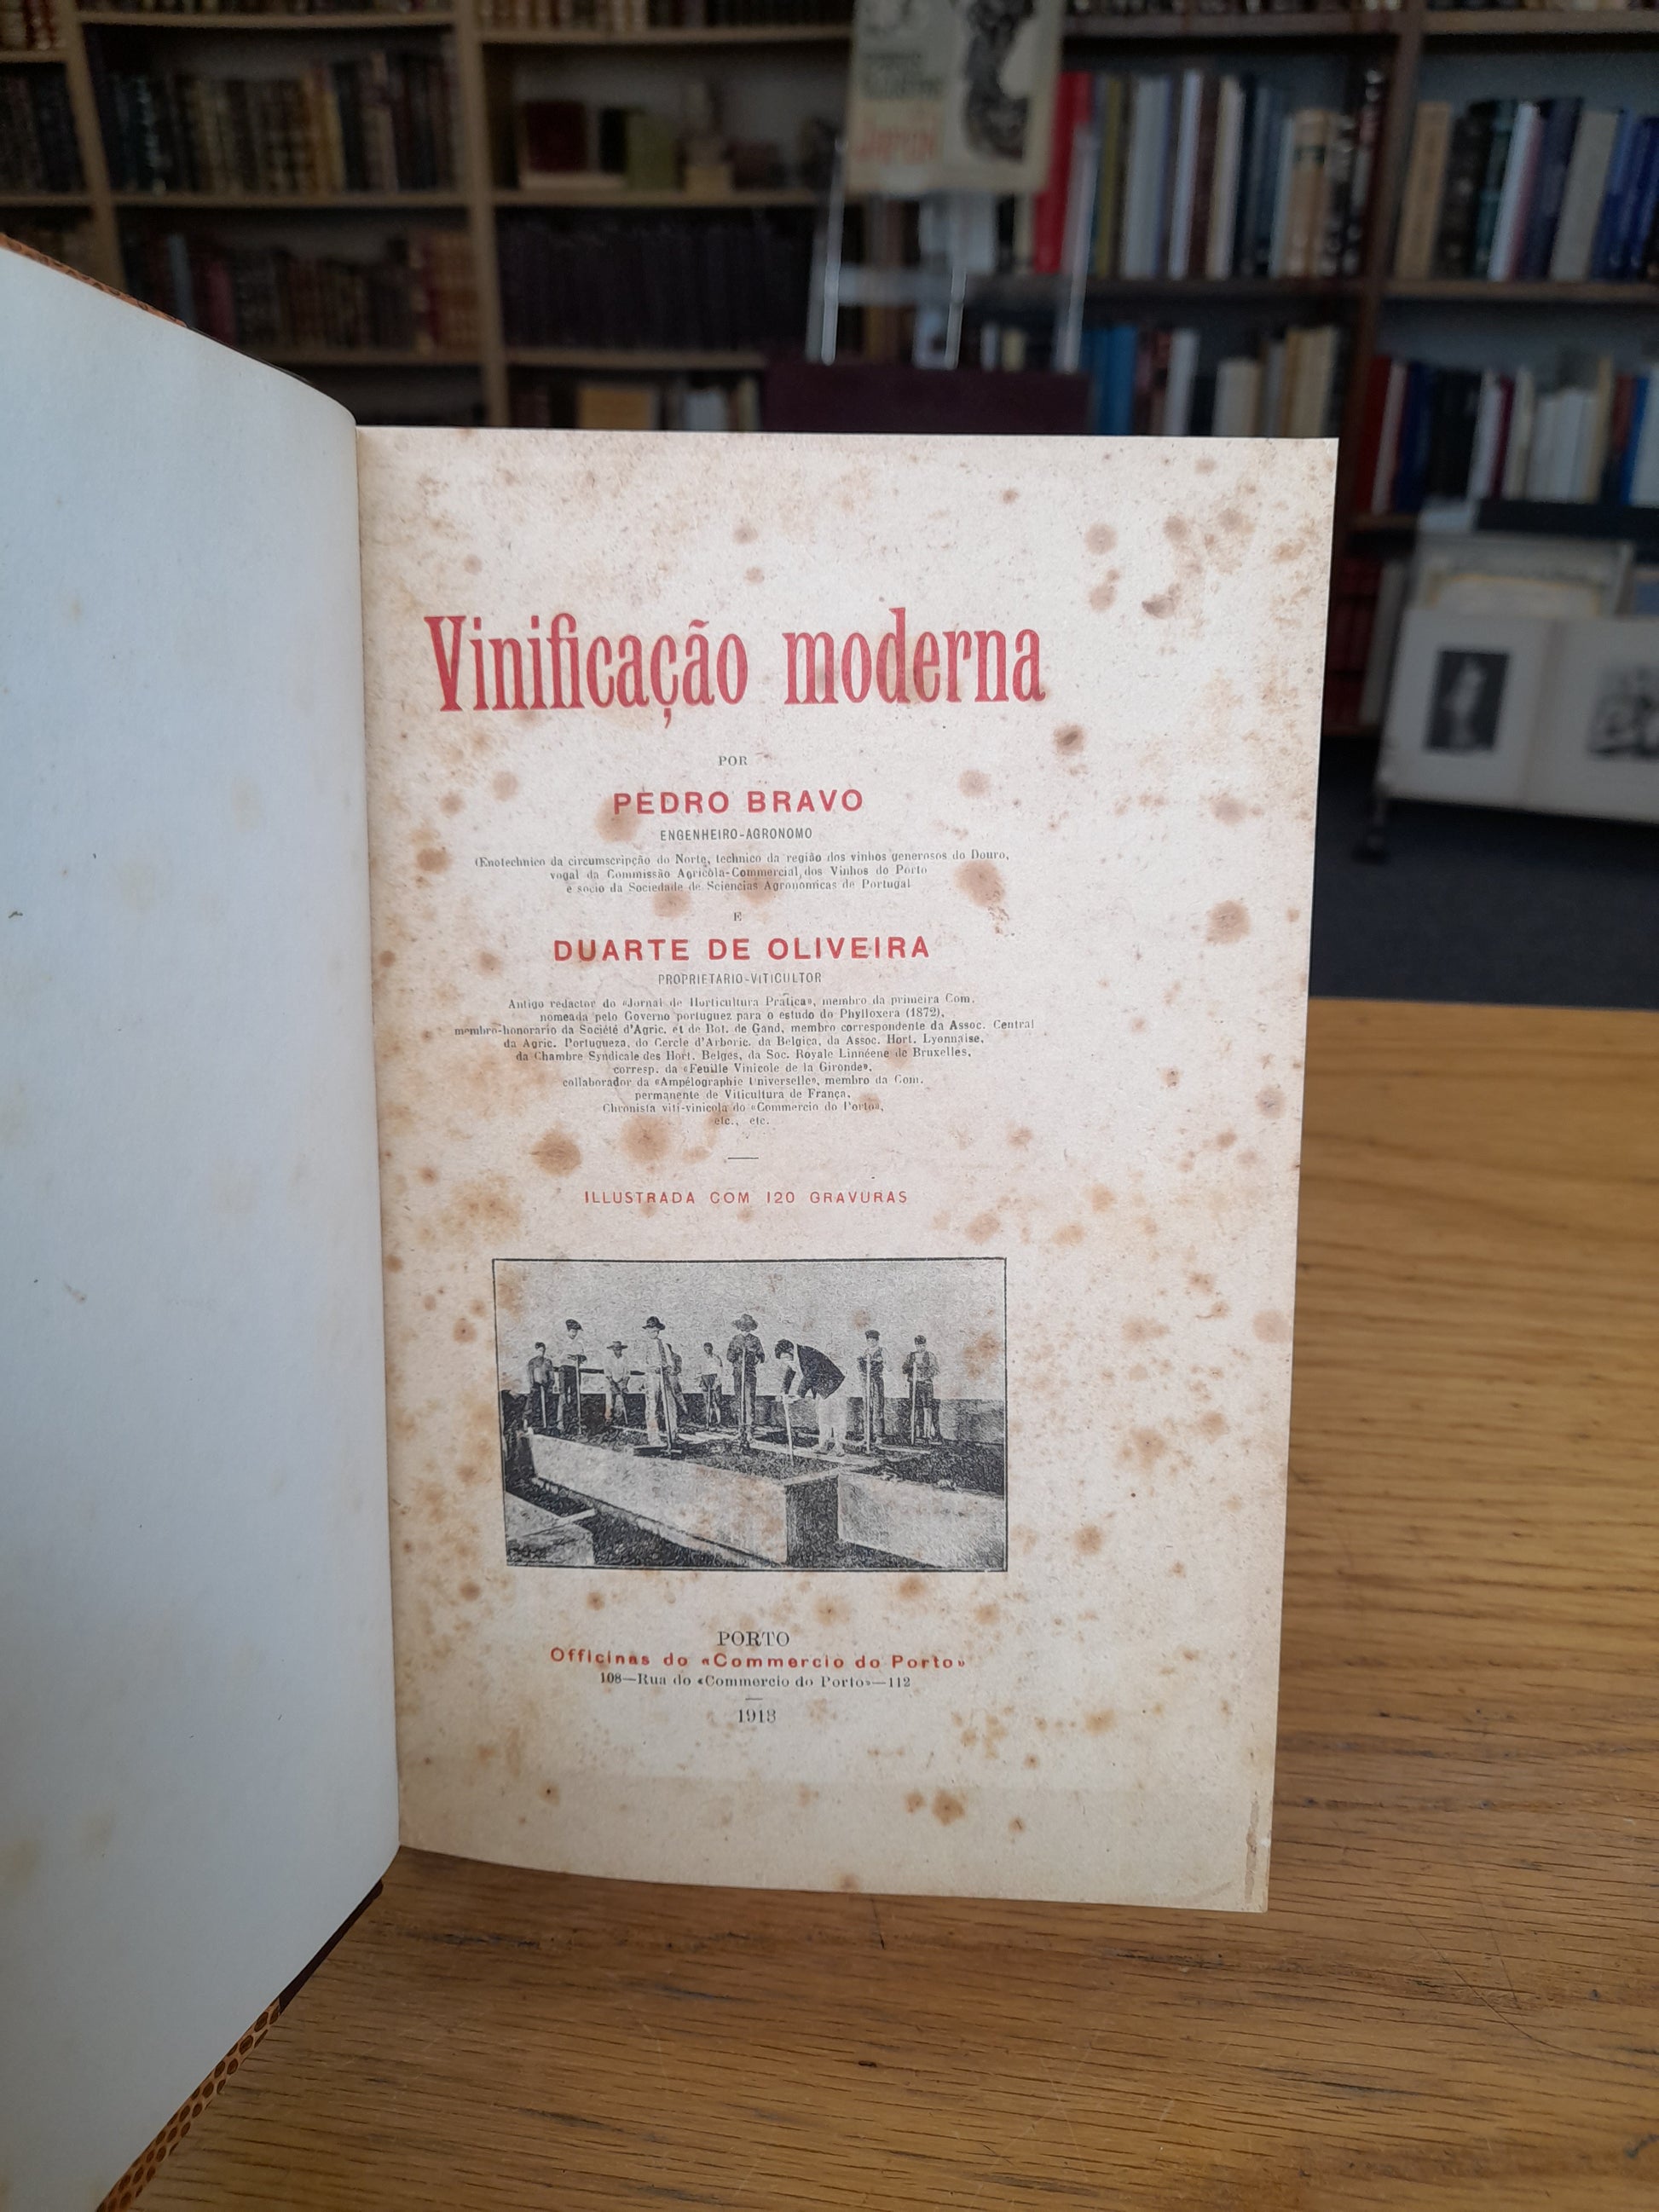 Vinificação moderna
POR
PEDRO BRAVO
ENGENHEIRO-AGRONOMO
Œnotechnico da circumscripção do Norte, technico da região dos vinhos generosos do Douro,
vogal da Commissão Agricola-Commercial dos Vinhos do Porto
e socio da Sociedade de Sciencias Agronomicas de Portugal
E
DUARTE DE OLIVEIRA
PROPRIETARIO-VITICULTOR
Antigo redactor do «Jornal de Horticultura Pratica», membro da primeira Com.
nomeada pelo Governo portuguez para o estudo do Phylloxera (1872),
membro-honorario da Société d'Agric. et de Bot. de Gand, membro correspondente da Assoc. Central
da Agric. Portugueza, do Cercle d'Arboric. da Belgica, da Assoc. Hort. Lyonnaise,
da Chambre Syndicale des Hort. Belges, da Soc. Royale Linnéene de Bruxelles,
corresp. da «Feuille Vinicole de la Gironde»,
collaborador da «Ampélographie Universelle», membro da Com.
permanente de Viticultura de França,
Chronista viti-vinicola do «Commercio do Porto»,
etc., etc.
ILLUSTRADA COM 120 GRAVURAS
PORTO
Officinas do «Commercio do Porto»
108—Rua do «Commercio do Porto»—112
1913